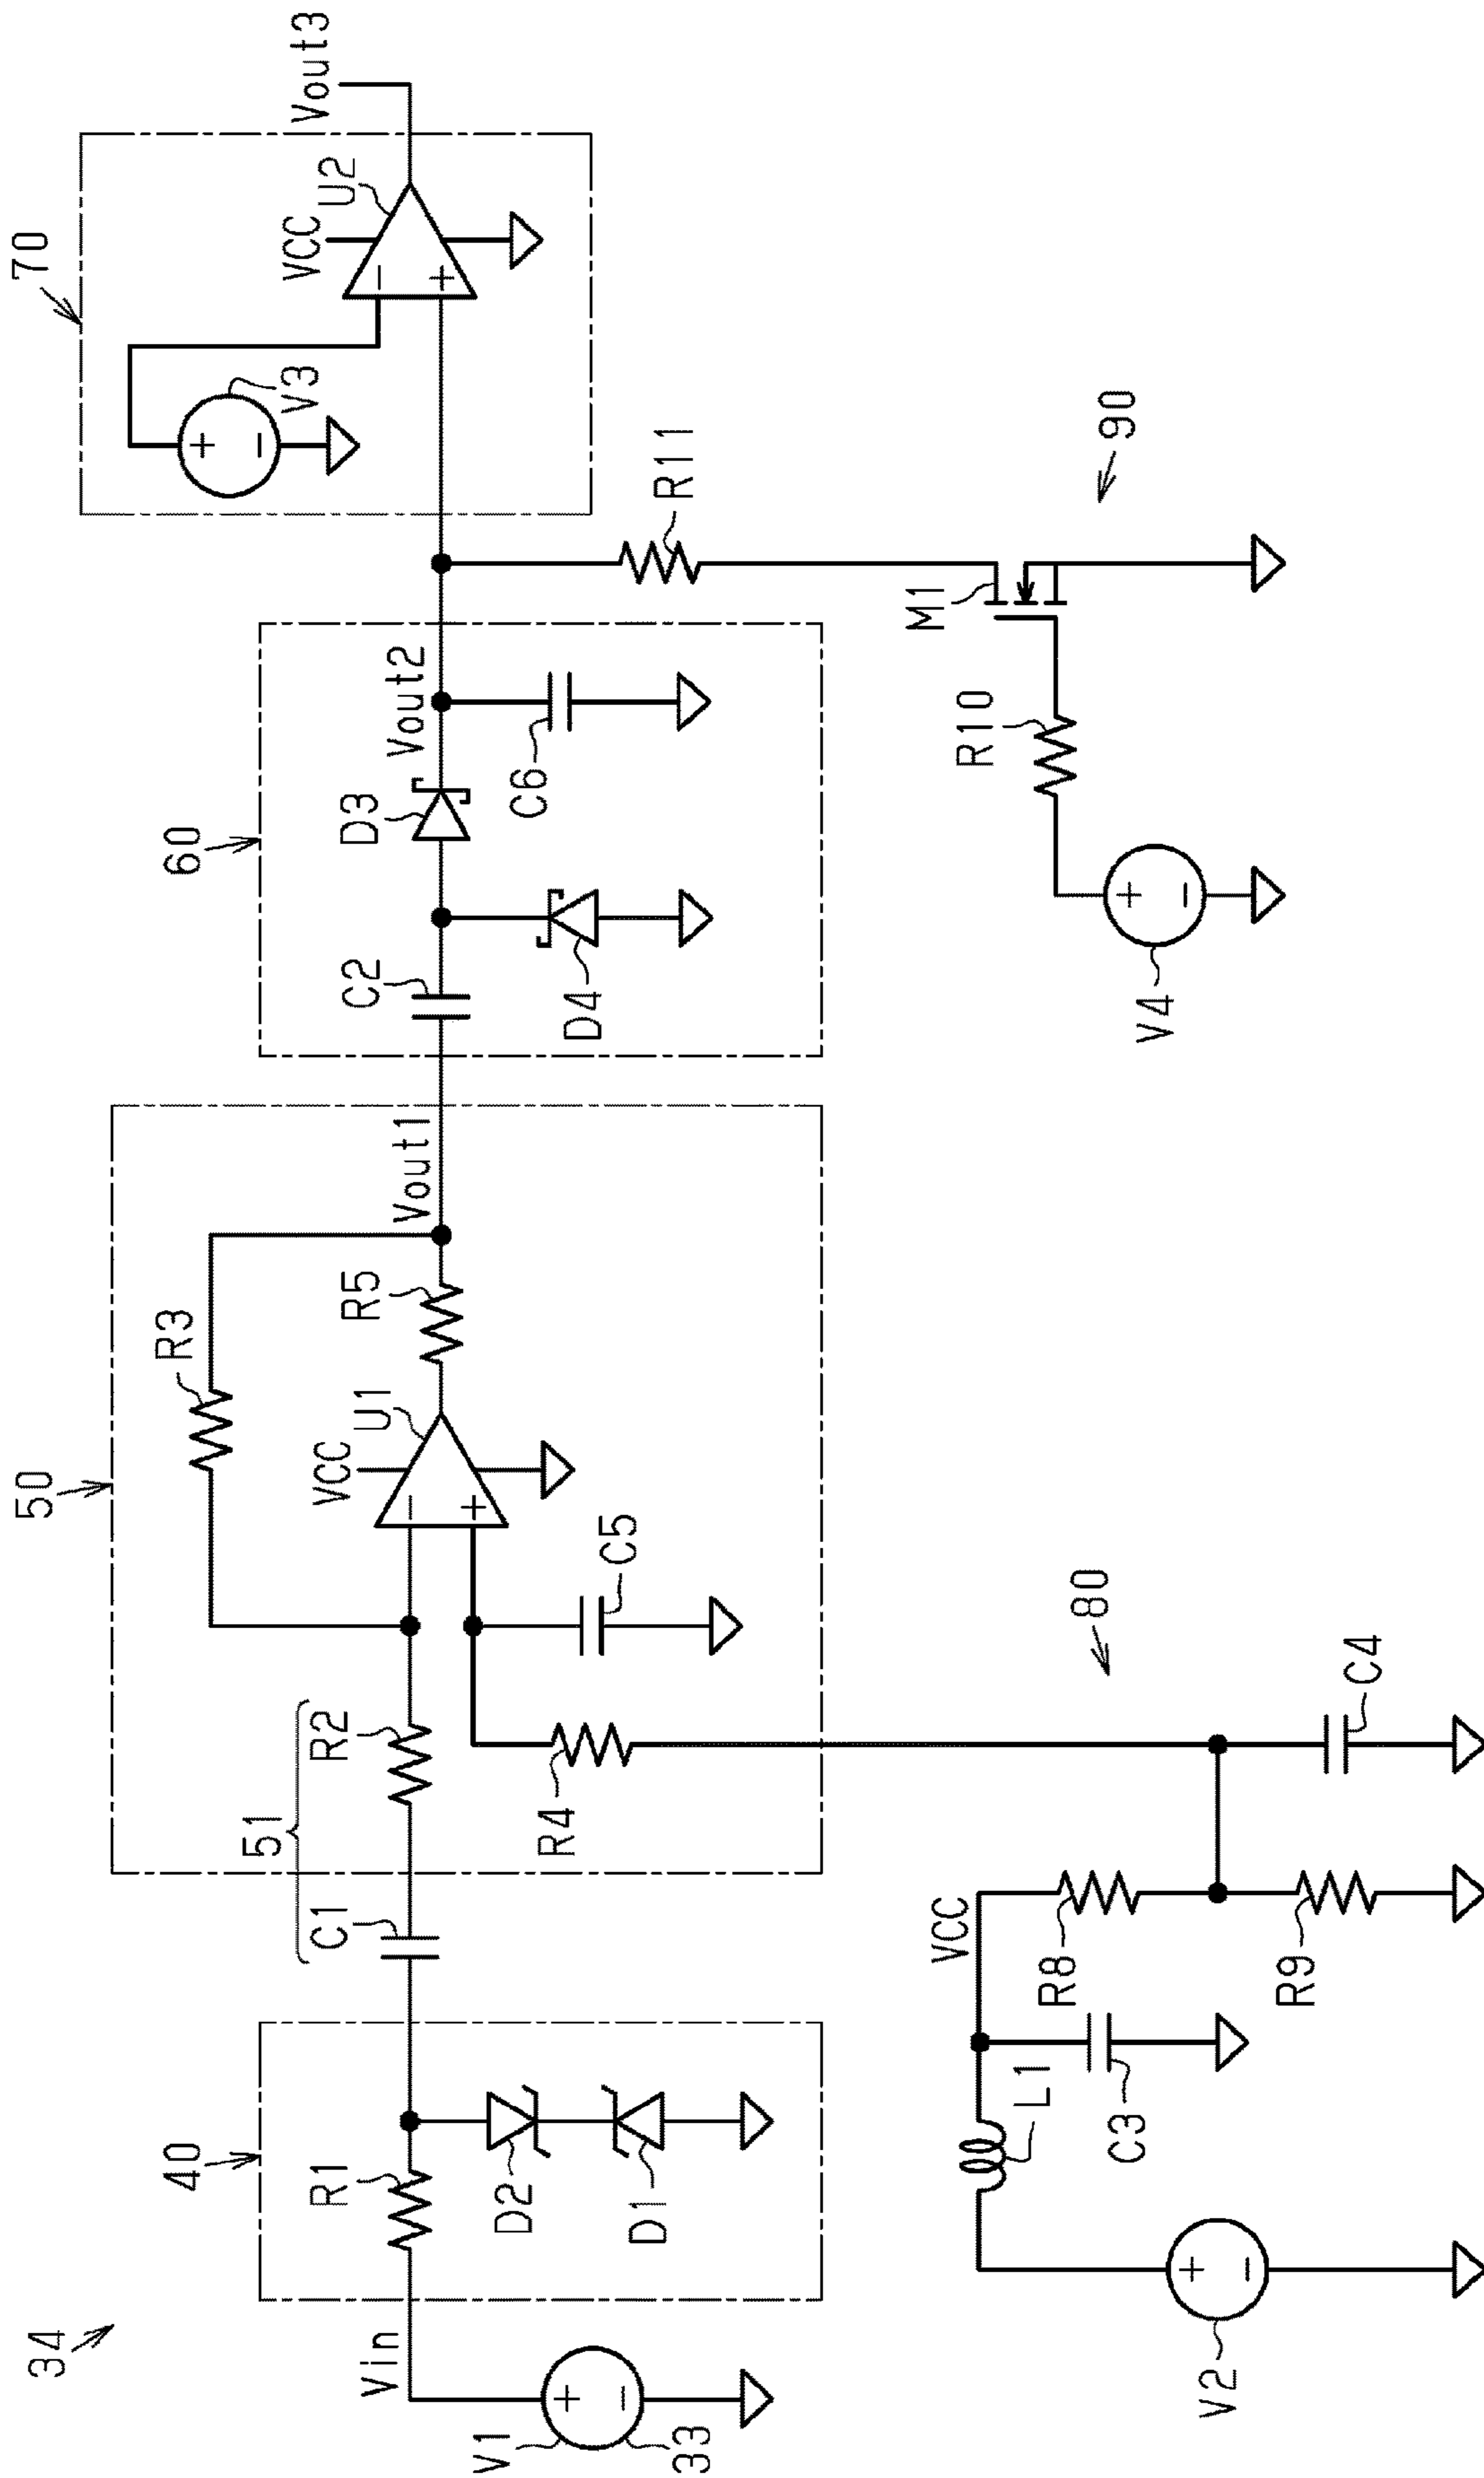 34
V1
33
Vin
40
R1
D2
D1
50
51
C1
R2
R3
R4
C5
VCC
U1
-
+
R5
Vout1
60
C2
D4
D3
C6
Vout2
70
V3
+
-
VCC
U2
-
+
Vout3
R11
90
M1
R10
V4
+
-
80
V2
+
-
L1
C3
VCC
R8
R9
C4
+
-